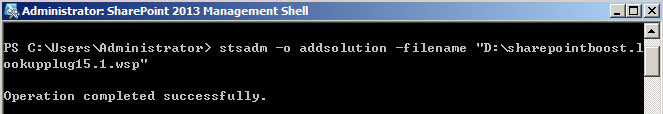 Administrator: SharePoint 2013 Management Shell
PS C:\Users\Administrator> stsadm -o addsolution -filename "D:\sharepointboost.l
ookupplug15.1.wsp"
Operation completed successfully.